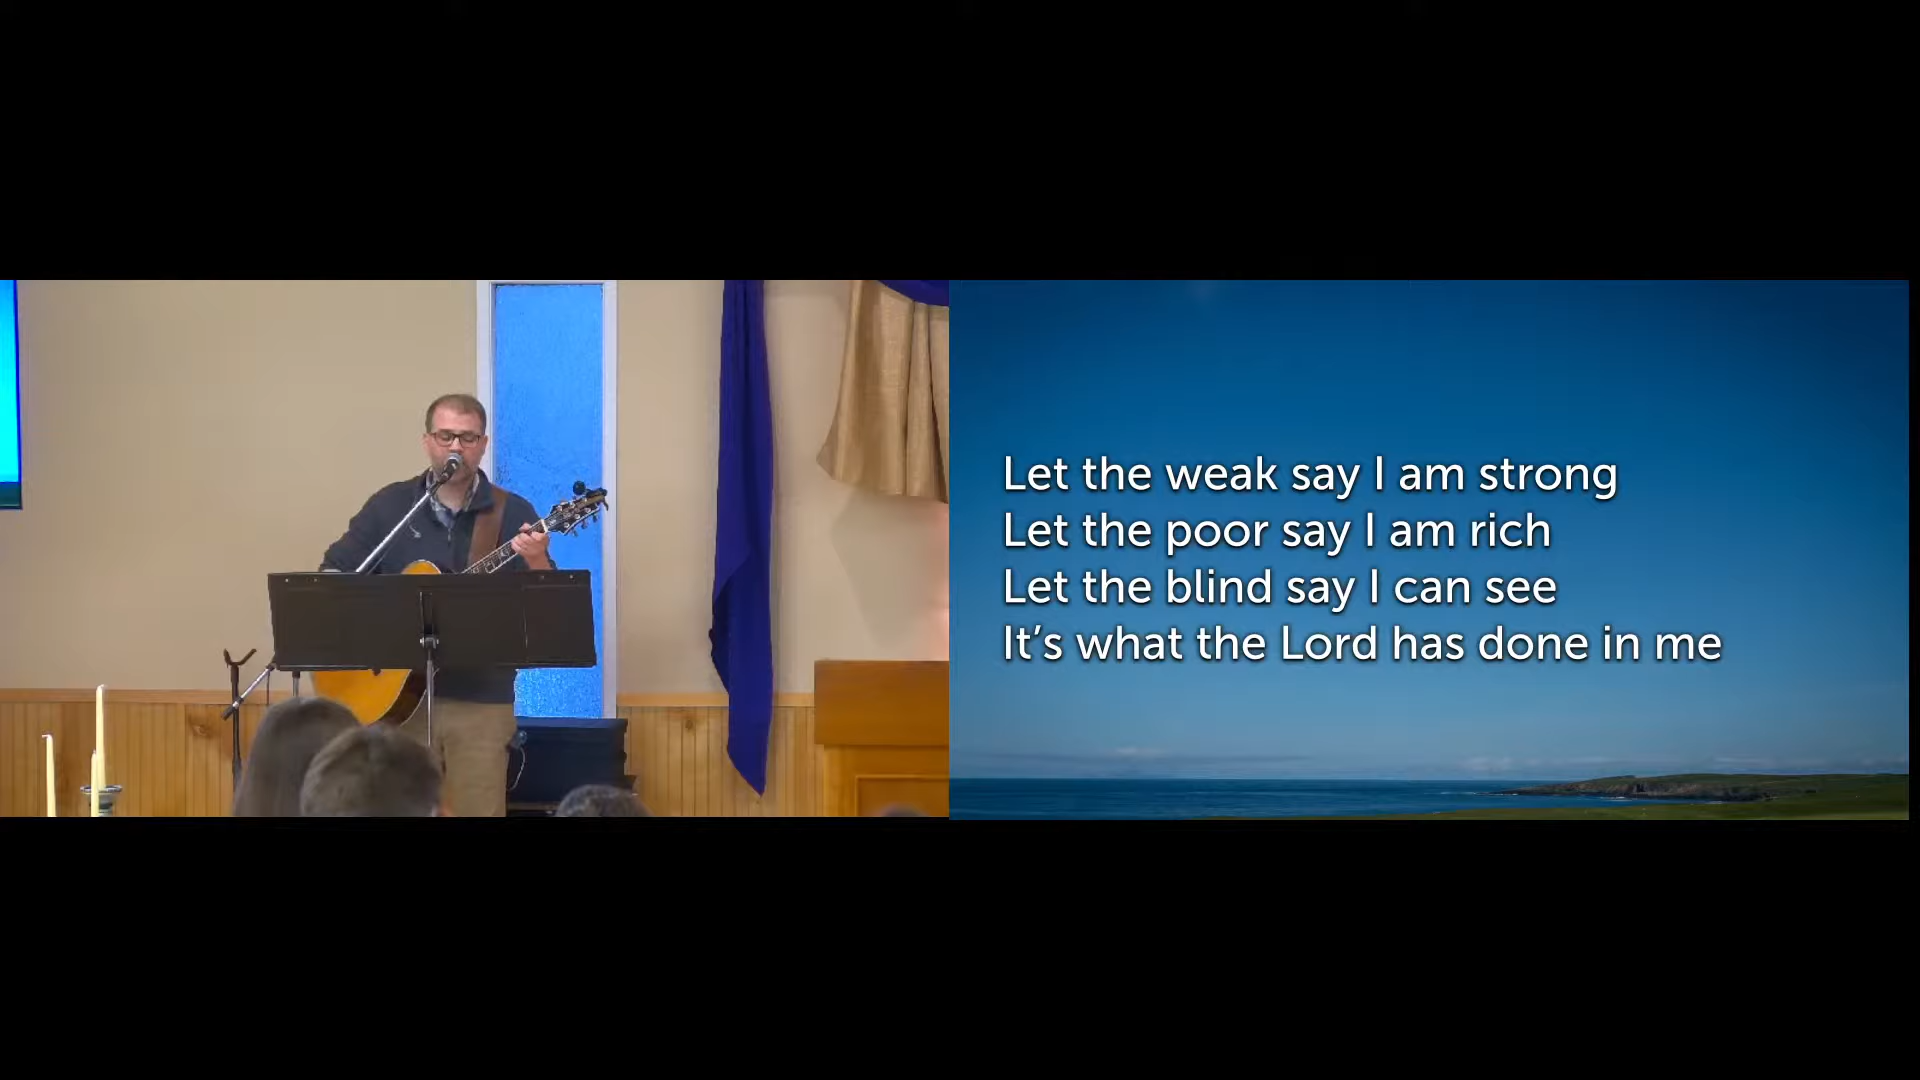 Let the weak say I am strong
Let the poor say I am rich
Let the blind say I can see
It’s what the Lord has done in me